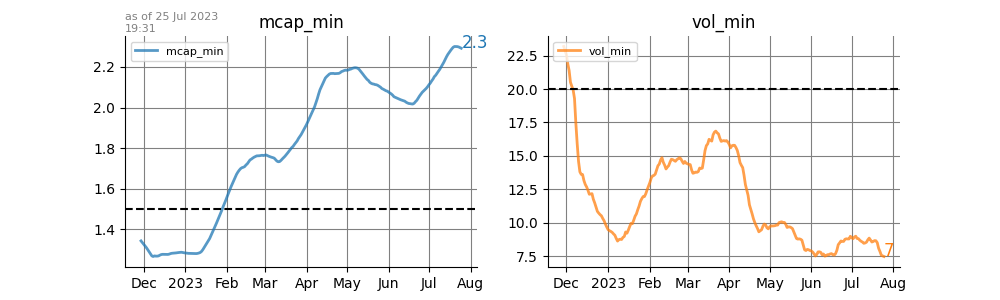 as of 25 Jul 2023
19:31
mcap_min
mcap_min
2.3
2.2
2.0
1.8
1.6
1.4
Dec 2023 Feb Mar Apr May Jun Jul Aug
vol_min
vol_min
22.5
20.0
17.5
15.0
12.5
10.0
7.5
7
Dec 2023 Feb Mar Apr May Jun Jul Aug